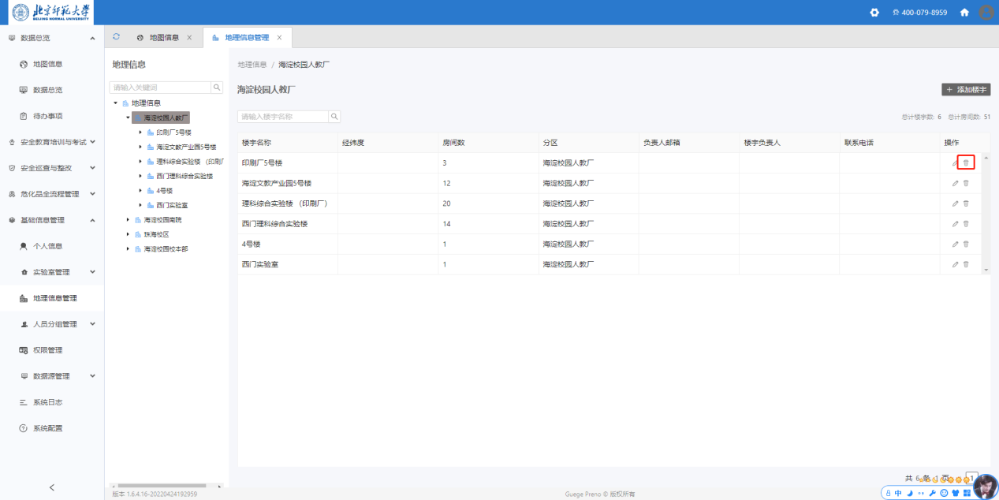 北京师范大学
BEIJING NORMAL UNIVERSITY
400-079-8959
数据总览
地图信息
数据总览
待办事项
安全教育培训与考试
安全巡查与整改
危化品全流程管理
基础信息管理
个人信息
实验室管理
地理信息管理
人员分组管理
权限管理
数据源管理
系统日志
系统配置
地图信息 ×
地理信息管理 ×
地理信息
请输入关键词
地理信息
海淀校园人教厂
印刷厂5号楼
海淀文教产业园5号楼
理科综合实验楼 （印刷厂
西门理科综合实验楼
4号楼
西门实验室
海淀校园南院
珠海校区
海淀校园校本部
版本 1.6.4.16-20220424192959
地理信息 / 海淀校园人教厂
海淀校园人教厂
+ 添加楼宇
请输入楼宇名称
总计楼宇数: 6 总计房间数: 51
楼宇名称 经纬度 房间数 分区 负责人邮箱 楼宇负责人 联系电话 操作
印刷厂5号楼 3 海淀校园人教厂
海淀文教产业园5号楼 12 海淀校园人教厂
理科综合实验楼 （印刷厂） 20 海淀校园人教厂
西门理科综合实验楼 14 海淀校园人教厂
4号楼 1 海淀校园人教厂
西门实验室 1 海淀校园人教厂
共 6 条 1 页 1
Guege Preno © 版权所有
中